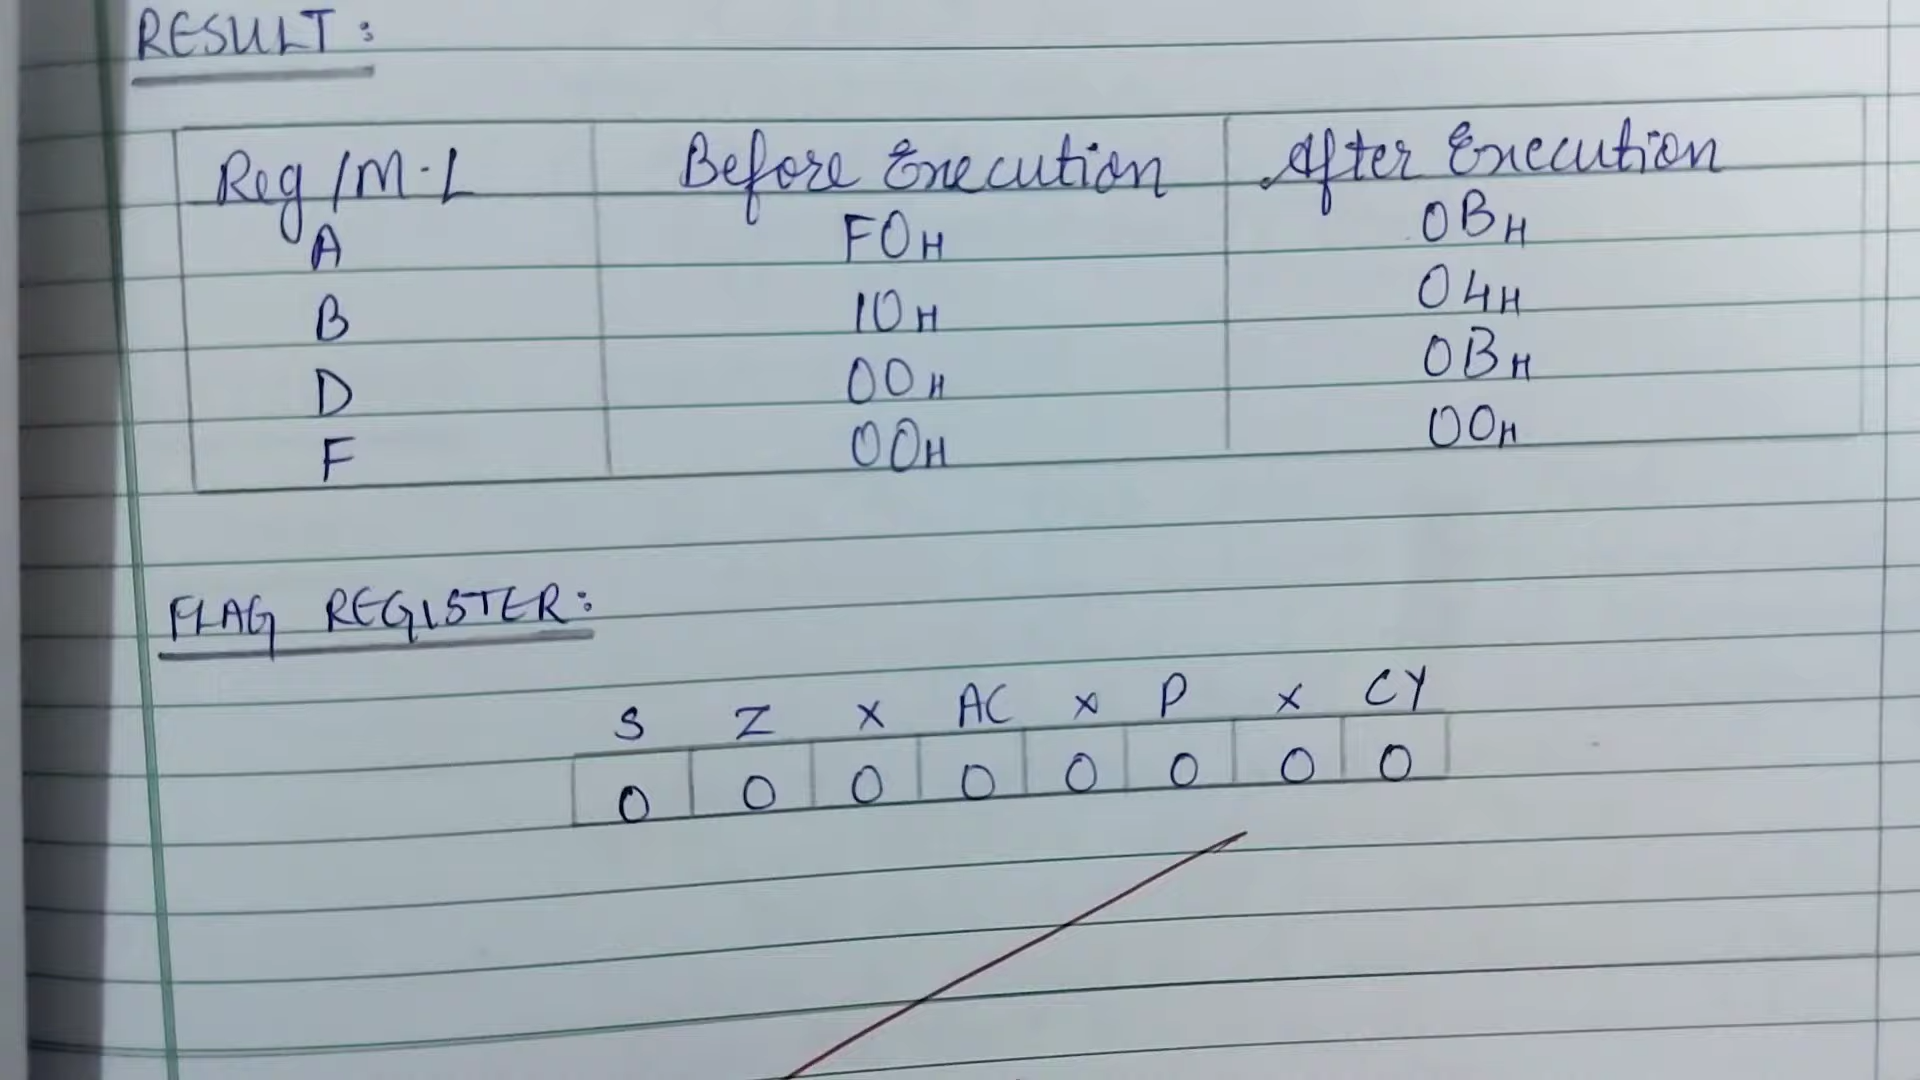 RESULT:
Reg/M.L Before Execution After Execution
A F0H 0BH
B 10H 04H
D 00H 0BH
F 00H 00H
FLAG REGISTER:
S Z X AC X P X CY
0 0 0 0 0 0 0 0